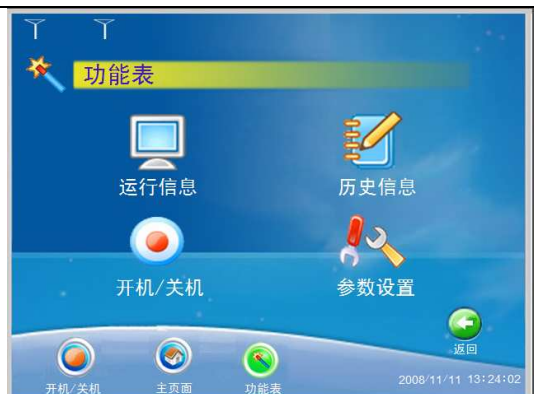 功能表
运行信息
历史信息
开机/关机
参数设置
返回
开机/关机
主页面
功能表
2008/11/11 13:24:02